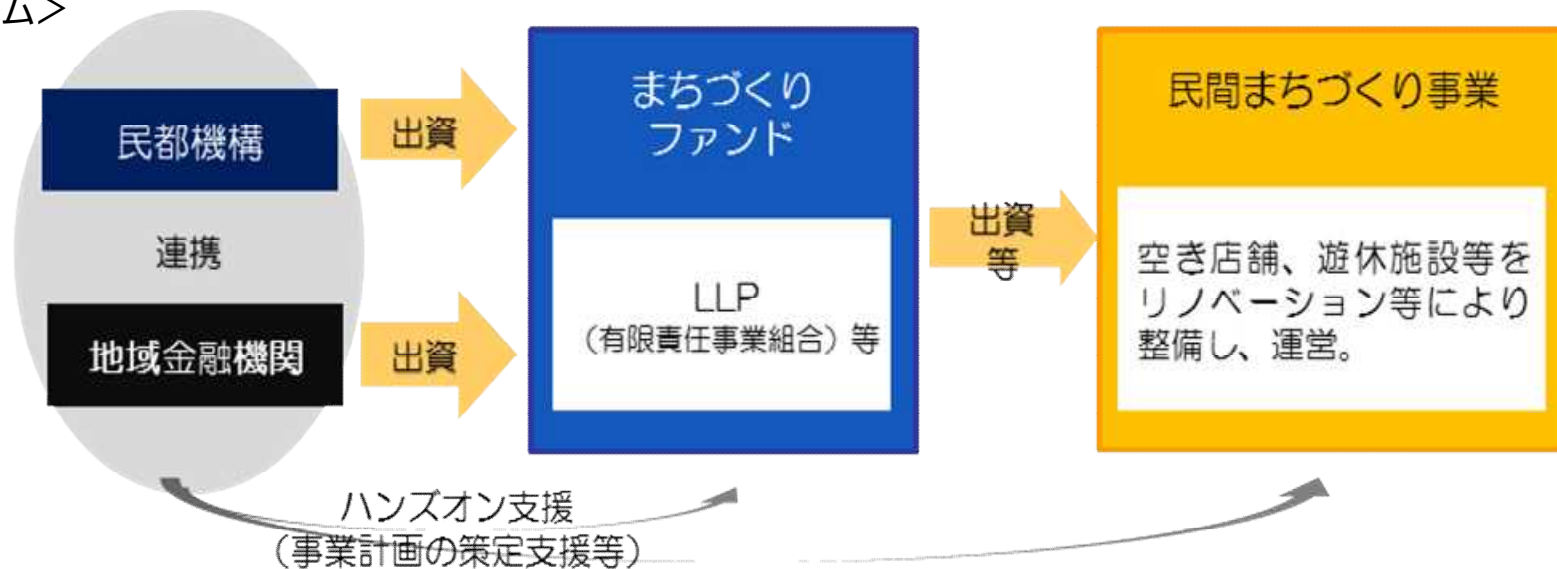 ム＞
民都機構
連携
地域金融機関
出資
出資
まちづくり
ファンド
LLP
（有限責任事業組合）等
出資
等
民間まちづくり事業
空き店舗、遊休施設等を
リノベーション等により
整備し、運営。
ハンズオン支援
（事業計画の策定支援等）